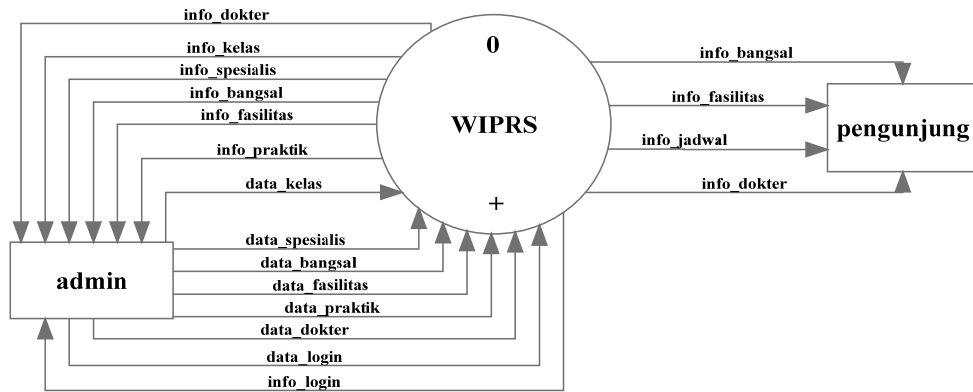 info_dokter
0
info_kelas
info_bangsal
info_spesialis
info_bangsal
info_fasilitas
info_fasilitas
WIPRS
pengunjung
info_jadwal
info_praktik
data_kelas
info_dokter
+
data_spesialis
data_bangsal
admin
data_fasilitas
data_praktik
data_dokter
data_login
info_login